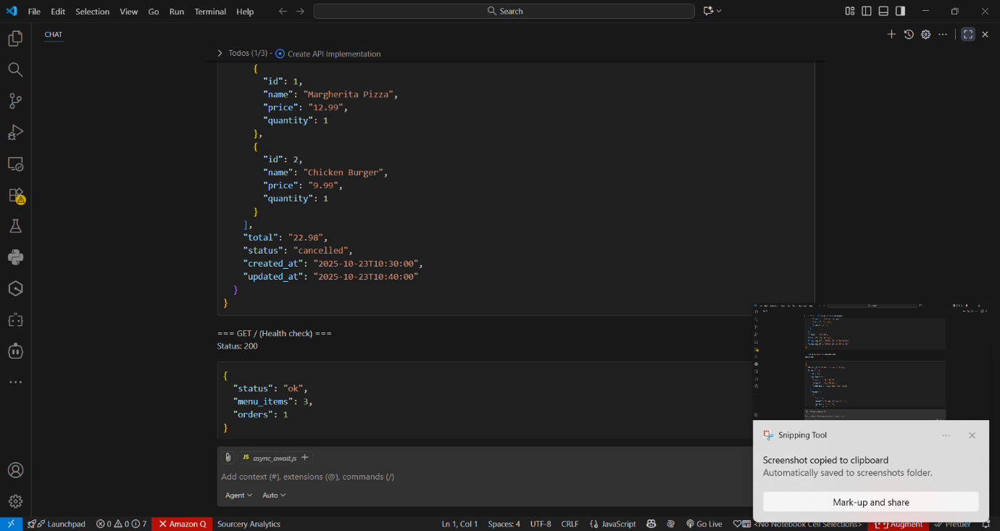 File Edit Selection View Go Run Terminal Help
Search
CHAT
Todos (1/3) - Create API Implementation
{
"id": 1,
"name": "Margherita Pizza",
"price": "12.99",
"quantity": 1
},
{
"id": 2,
"name": "Chicken Burger",
"price": "9.99",
"quantity": 1
}
],
"total": "22.98",
"status": "cancelled",
"created_at": "2025-10-23T10:30:00",
"updated_at": "2025-10-23T10:40:00"
}
}
=== GET / (Health check) ===
Status: 200
{
"status": "ok",
"menu_items": 3,
"orders": 1
}
JS async_await.js
Add context (#), extensions (@), commands (/)
Agent Auto
Snipping Tool
Screenshot copied to clipboard
Automatically saved to screenshots folder.
Mark-up and share
Launchpad 0 0 7 Amazon Q Sourcery Analytics Ln 1, Col 1 Spaces: 4 UTF-8 CRLF JavaScript Go Live <No Notebook Cell Selections> Augment Prettier